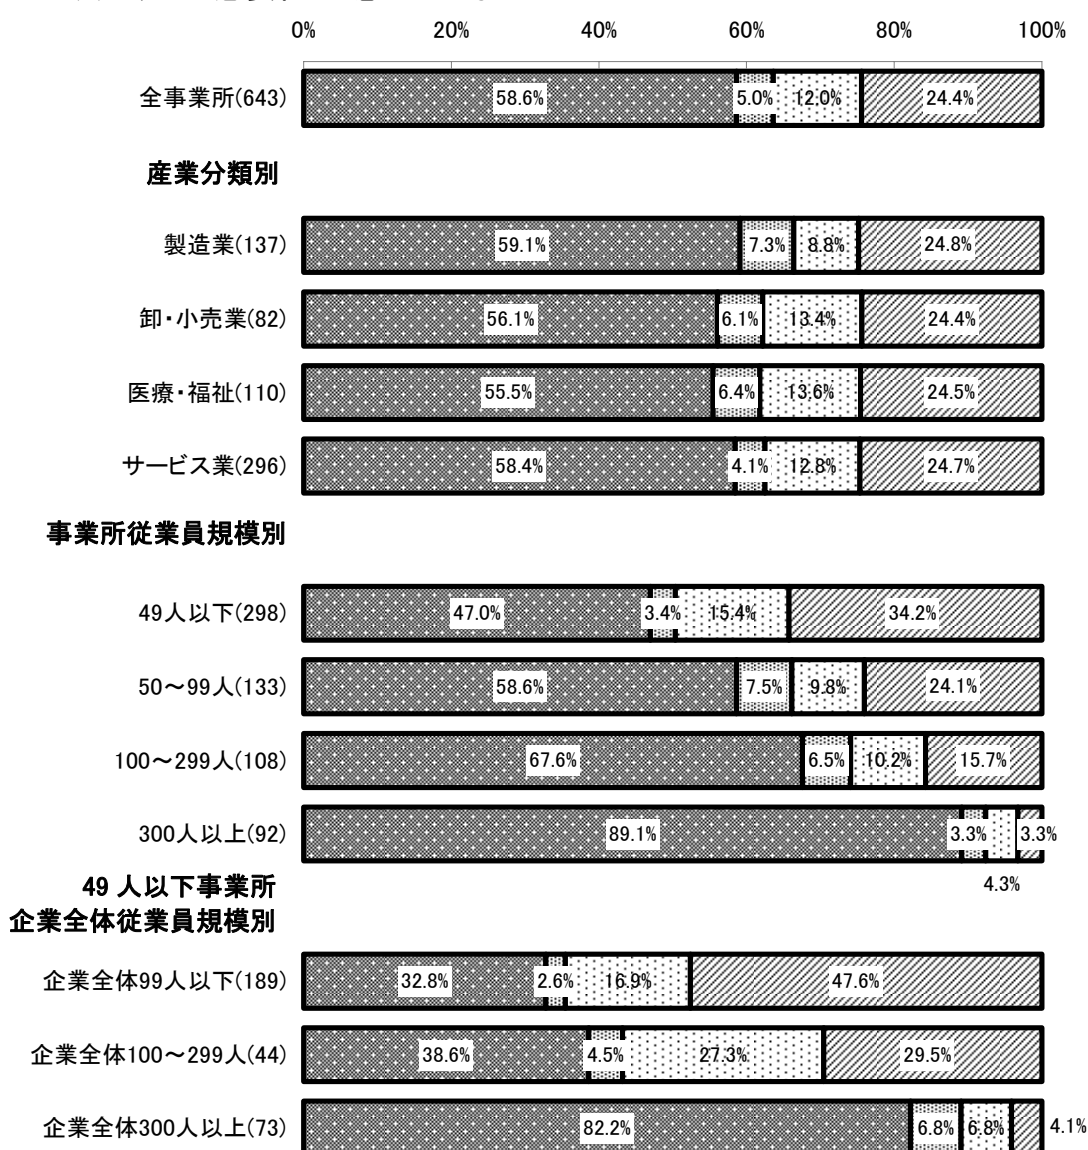 0% 20% 40% 60% 80% 100%
全事業所(643) 58.6% 5.0% 12.0% 24.4%
産業分類別
製造業(137) 59.1% 7.3% 8.8% 24.8%
卸・小売業(82) 56.1% 6.1% 13.4% 24.4%
医療・福祉(110) 55.5% 6.4% 13.6% 24.5%
サービス業(296) 58.4% 4.1% 12.8% 24.7%
事業所従業員規模別
49人以下(298) 47.0% 3.4% 15.4% 34.2%
50～99人(133) 58.6% 7.5% 9.8% 24.1%
100～299人(108) 67.6% 6.5% 10.2% 15.7%
300人以上(92) 89.1% 3.3% 3.3%
4.3%
49 人以下事業所
企業全体従業員規模別
企業全体99人以下(189) 32.8% 2.6% 16.9% 47.6%
企業全体100～299人(44) 38.6% 4.5% 27.3% 29.5%
企業全体300人以上(73) 82.2% 6.8% 6.8% 4.1%